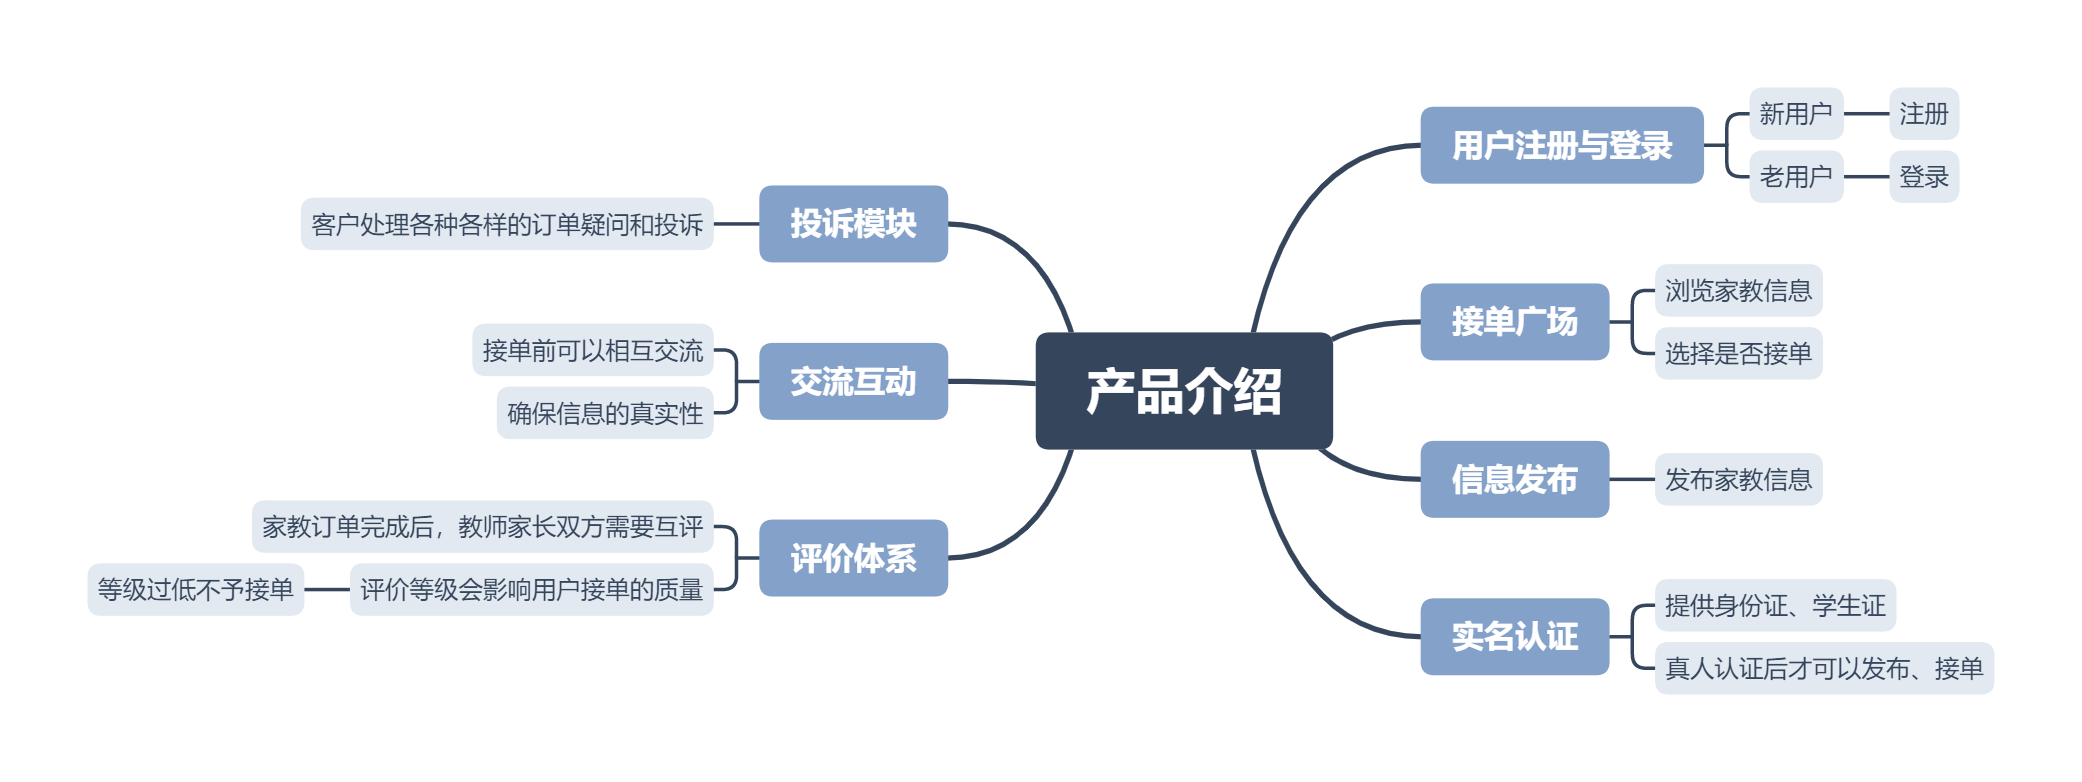 产品介绍
用户注册与登录
新用户
注册
老用户
登录
接单广场
浏览家教信息
选择是否接单
信息发布
发布家教信息
实名认证
提供身份证、学生证
真人认证后才可以发布、接单
投诉模块
客户处理各种各样的订单疑问和投诉
交流互动
接单前可以相互交流
确保信息的真实性
评价体系
家教订单完成后，教师家长双方需要互评
评价等级会影响用户接单的质量
等级过低不予接单